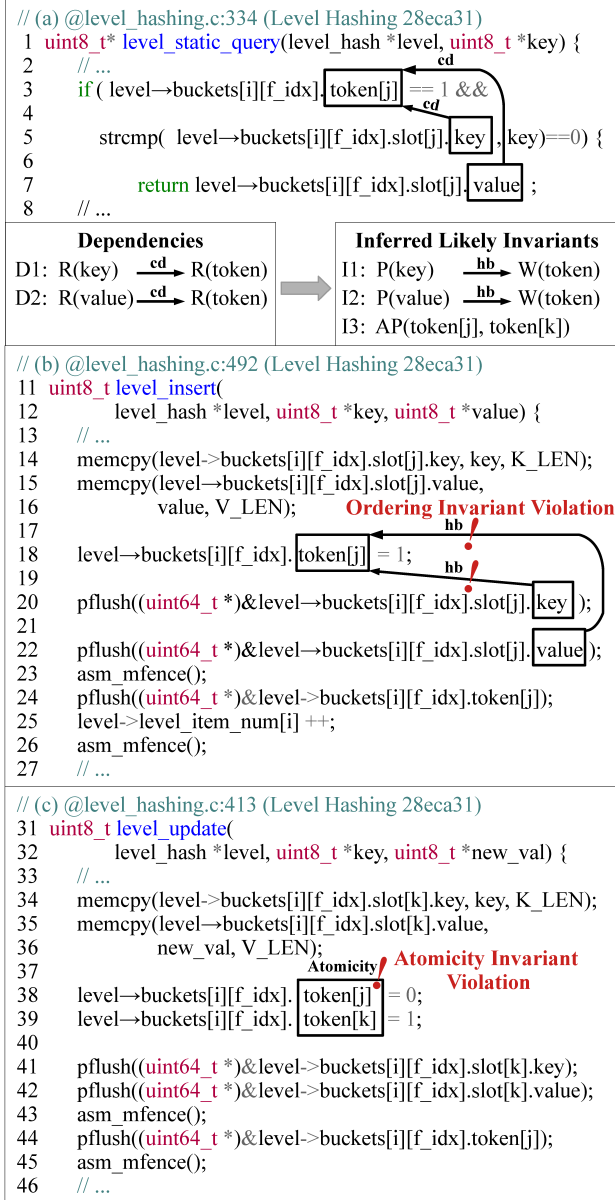 // (a) @level_hashing.c:334 (Level Hashing 28eca31)
1 uint8_t* level_static_query(level_hash *level, uint8_t *key) {
2 // ...
cd
3 if ( level→buckets[i][f_idx]. token[j] == 1 &&
cd
4
5 strcmp( level→buckets[i][f_idx].slot[j]. key , key)==0) {
6
7 return level→buckets[i][f_idx].slot[j]. value ;
8 // ...
Dependencies
D1: R(key) cd R(token)
D2: R(value) cd R(token)
Inferred Likely Invariants
I1: P(key) hb W(token)
I2: P(value) hb W(token)
I3: AP(token[j], token[k])
// (b) @level_hashing.c:492 (Level Hashing 28eca31)
11 uint8_t level_insert(
12 level_hash *level, uint8_t *key, uint8_t *value) {
13 // ...
14 memcpy(level->buckets[i][f_idx].slot[j].key, key, K_LEN);
15 memcpy(level→buckets[i][f_idx].slot[j].value,
16 value, V_LEN);
Ordering Invariant Violation
17
hb !
18 level→buckets[i][f_idx]. token[j] = 1;
19
hb !
20 pflush((uint64_t *)&level→buckets[i][f_idx].slot[j]. key );
21
22 pflush((uint64_t *)&level→buckets[i][f_idx].slot[j]. value );
23 asm_mfence();
24 pflush((uint64_t *)&level->buckets[i][f_idx].token[j]);
25 level->level_item_num[i] ++;
26 asm_mfence();
27 // ...
// (c) @level_hashing.c:413 (Level Hashing 28eca31)
31 uint8_t level_update(
32 level_hash *level, uint8_t *key, uint8_t *new_val) {
33 // ...
34 memcpy(level->buckets[i][f_idx].slot[k].key, key, K_LEN);
35 memcpy(level→buckets[i][f_idx].slot[k].value,
36 new_val, V_LEN);
37
Atomicity ! Atomicity Invariant
Violation
38 level→buckets[i][f_idx]. token[j] = 0;
39 level→buckets[i][f_idx]. token[k] = 1;
40
41 pflush((uint64_t *)&level->buckets[i][f_idx].slot[k].key);
42 pflush((uint64_t *)&level->buckets[i][f_idx].slot[k].value);
43 asm_mfence();
44 pflush((uint64_t *)&level->buckets[i][f_idx].token[j]);
45 asm_mfence();
46 // ...